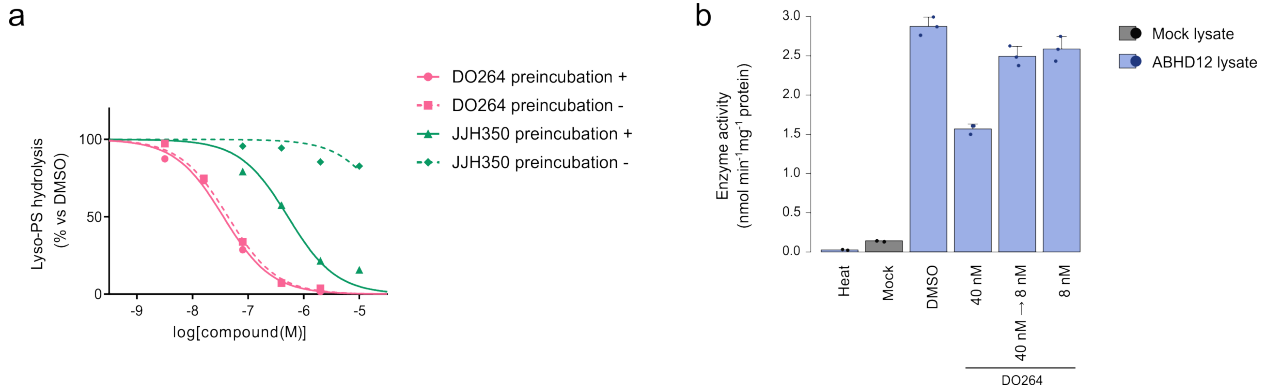 a
DO264 preincubation +
DO264 preincubation -
JJH350 preincubation +
JJH350 preincubation -
Lyso-PS hydrolysis
(% vs DMSO)
100
50
0
-9
-8
-7
-6
-5
log[compound(M)]
b
Mock lysate
ABHD12 lysate
Enzyme activity
(nmol min-1mg-1 protein)
3.0
2.5
2.0
1.5
1.0
0.5
0.0
Heat
Mock
DMSO
40 nM
40 nM → 8 nM
8 nM
DO264